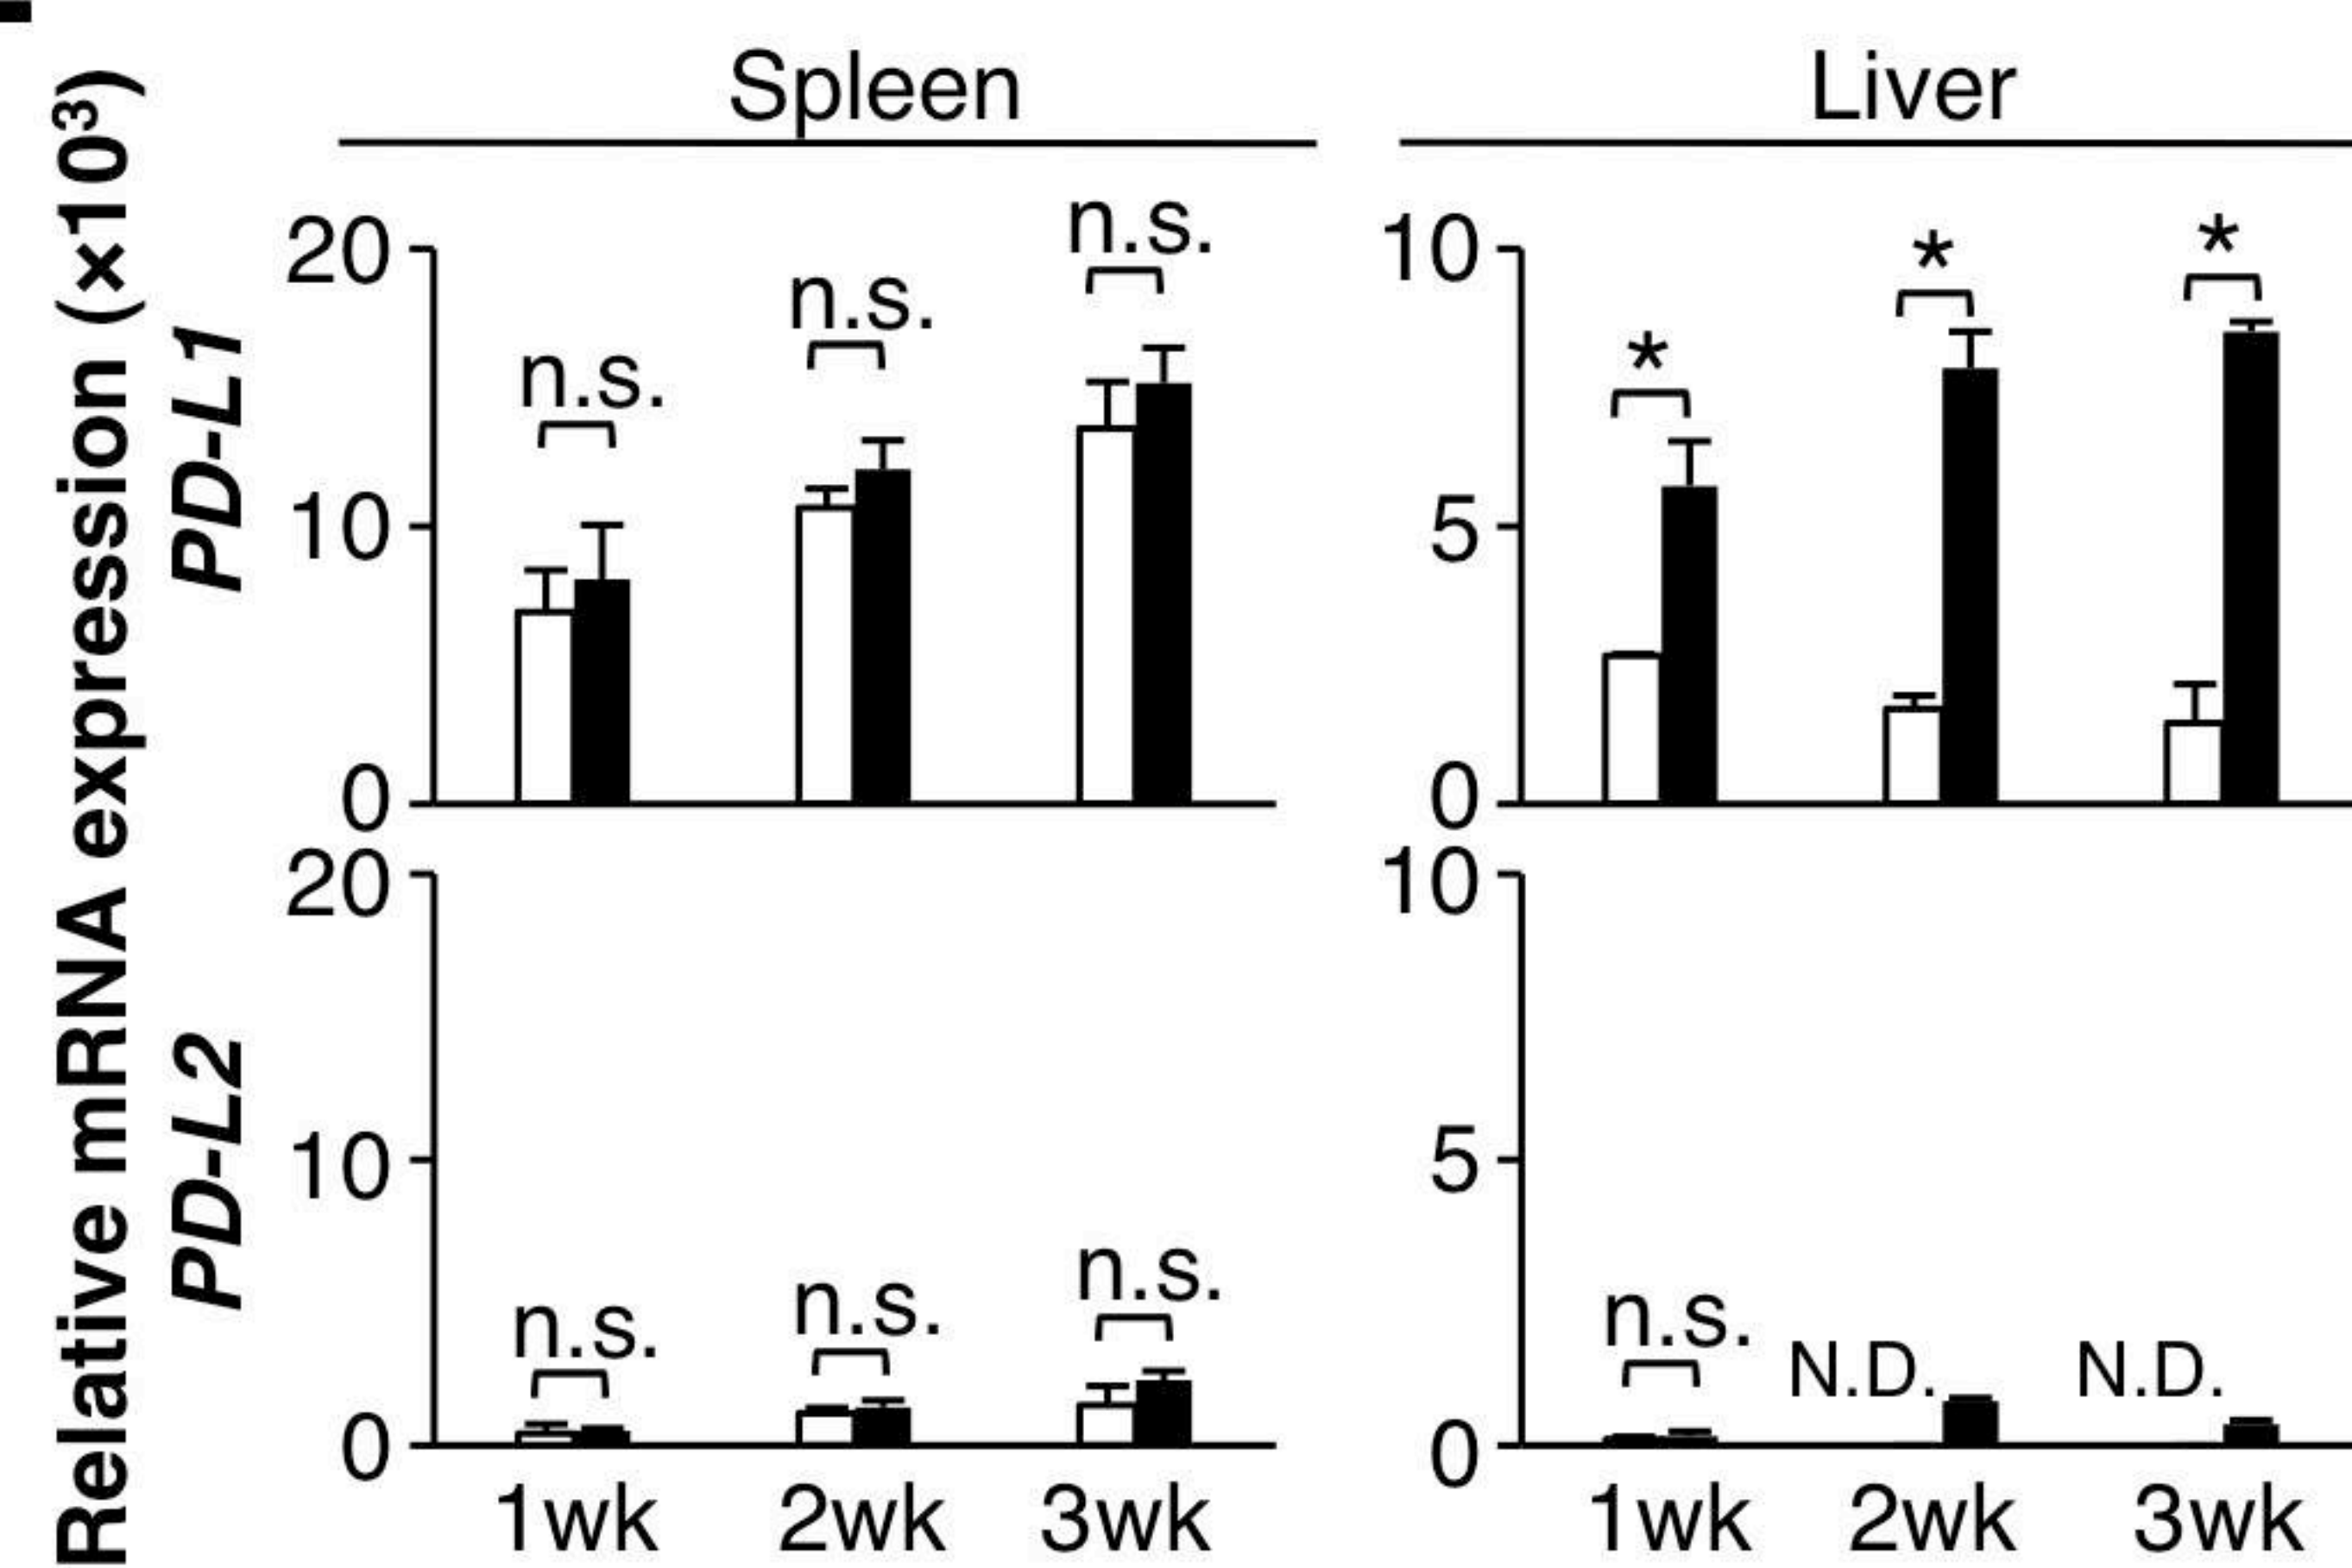 Spleen
Liver
Relative mRNA expression (×10³)
PD-L1
20
10
0
n.s.
n.s.
n.s.
10
5
0
*
*
*
PD-L2
20
10
0
n.s.
n.s.
n.s.
10
5
0
n.s.
N.D.
N.D.
1wk 2wk 3wk
1wk 2wk 3wk